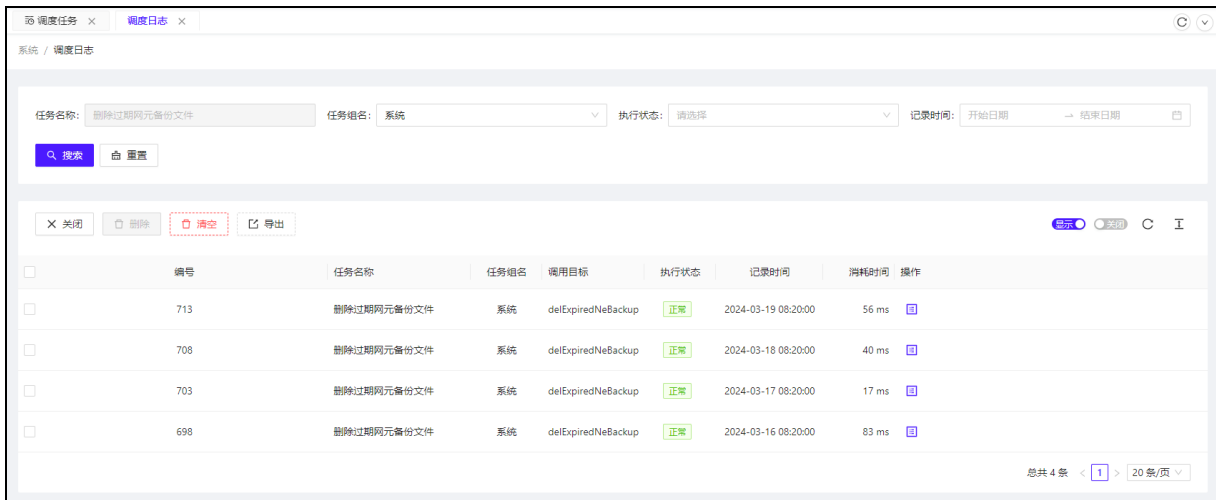 调度任务 调度日志
系统 / 调度日志
任务名称: 删除过期网元备份文件 任务组名: 系统 执行状态: 请选择 记录时间: 开始日期 → 结束日期
搜索 重置
关闭 删除 清空 导出 显示 关闭
编号 任务名称 任务组名 调用目标 执行状态 记录时间 消耗时间 操作
713 删除过期网元备份文件 系统 delExpiredNeBackup 正常 2024-03-19 08:20:00 56 ms
708 删除过期网元备份文件 系统 delExpiredNeBackup 正常 2024-03-18 08:20:00 40 ms
703 删除过期网元备份文件 系统 delExpiredNeBackup 正常 2024-03-17 08:20:00 17 ms
698 删除过期网元备份文件 系统 delExpiredNeBackup 正常 2024-03-16 08:20:00 83 ms
总共 4 条 < 1 > 20 条/页